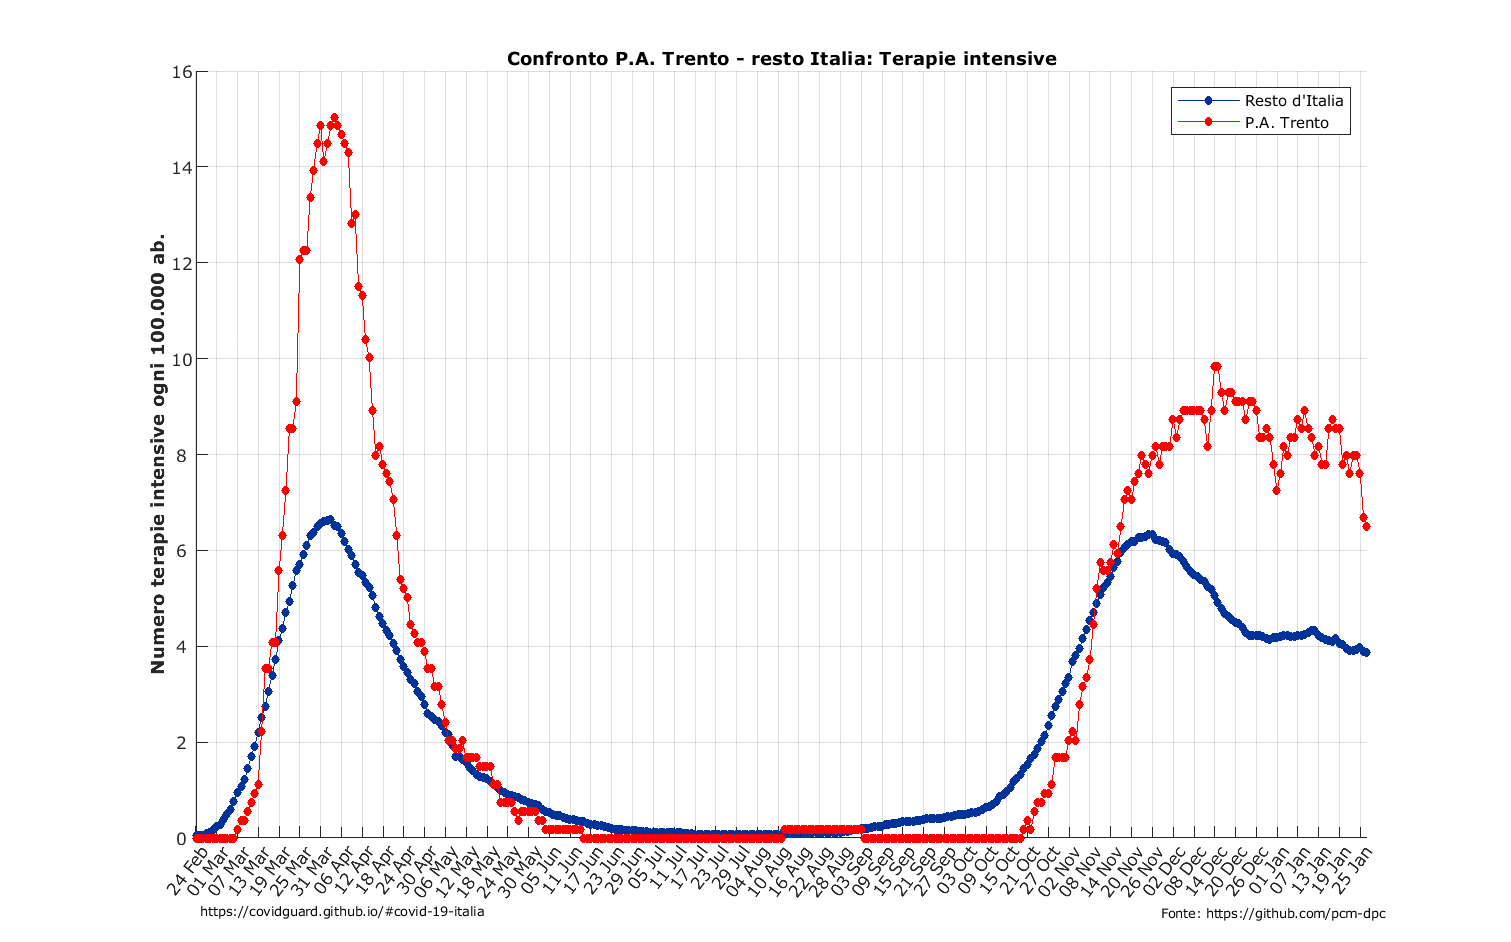 Confronto P.A. Trento - resto Italia: Terapie intensive
Resto d'Italia
P.A. Trento
Numero terapie intensive ogni 100.000 ab.
16
14
12
10
8
6
4
2
0
24 Feb
01 Mar
07 Mar
13 Mar
19 Mar
25 Mar
31 Mar
06 Apr
12 Apr
18 Apr
24 Apr
30 Apr
06 May
12 May
18 May
24 May
30 May
05 Jun
11 Jun
17 Jun
23 Jun
29 Jun
05 Jul
11 Jul
17 Jul
23 Jul
29 Jul
04 Aug
10 Aug
16 Aug
22 Aug
28 Aug
03 Sep
09 Sep
15 Sep
21 Sep
27 Sep
03 Oct
09 Oct
15 Oct
21 Oct
27 Oct
02 Nov
08 Nov
14 Nov
20 Nov
26 Nov
02 Dec
08 Dec
14 Dec
20 Dec
26 Dec
01 Jan
07 Jan
13 Jan
19 Jan
25 Jan
https://covidguard.github.io/#covid-19-italia
Fonte: https://github.com/pcm-dpc